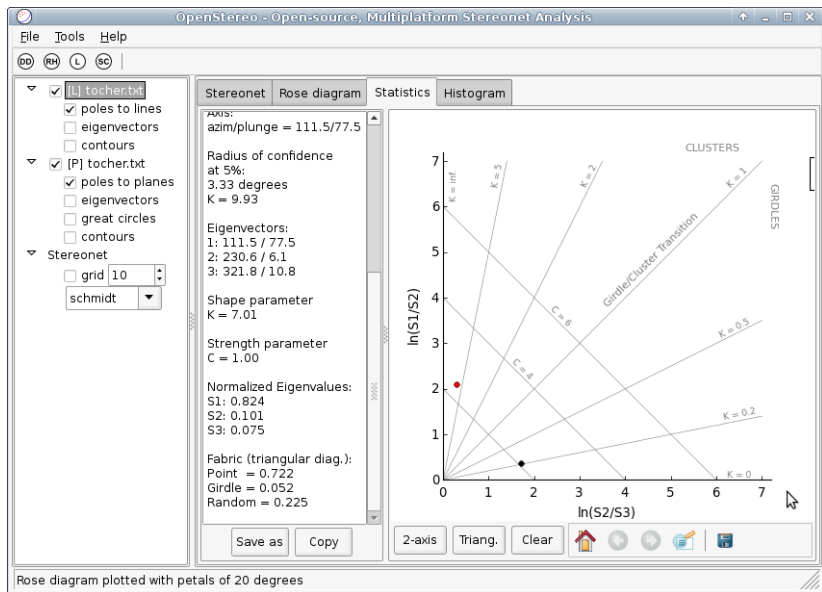 OpenStereo - Open-source, Multiplatform Stereonet Analysis
File Tools Help
DD RH L SC
[L] tocher.txt
poles to lines
eigenvectors
contours
[P] tocher.txt
poles to planes
eigenvectors
great circles
contours
Stereonet
grid 10
schmidt
Stereonet Rose diagram Statistics Histogram
Axis:
azim/plunge = 111.5/77.5
Radius of confidence
at 5%:
3.33 degrees
K = 9.93
Eigenvectors:
1: 111.5 / 77.5
2: 230.6 / 6.1
3: 321.8 / 10.8
Shape parameter
K = 7.01
Strength parameter
C = 1.00
Normalized Eigenvalues:
S1: 0.824
S2: 0.101
S3: 0.075
Fabric (triangular diag.):
Point = 0.722
Girdle = 0.052
Random = 0.225
Save as Copy
CLUSTERS
GIRDLES
K = inf.
K = 5
K = 2
K = 1
Girdle/Cluster Transition
K = 0.5
K = 0.2
K = 0
C = 6
C = 4
ln(S1/S2)
7
6
5
4
3
2
1
0
0 1 2 3 4 5 6 7
ln(S2/S3)
2-axis Triang. Clear
Rose diagram plotted with petals of 20 degrees